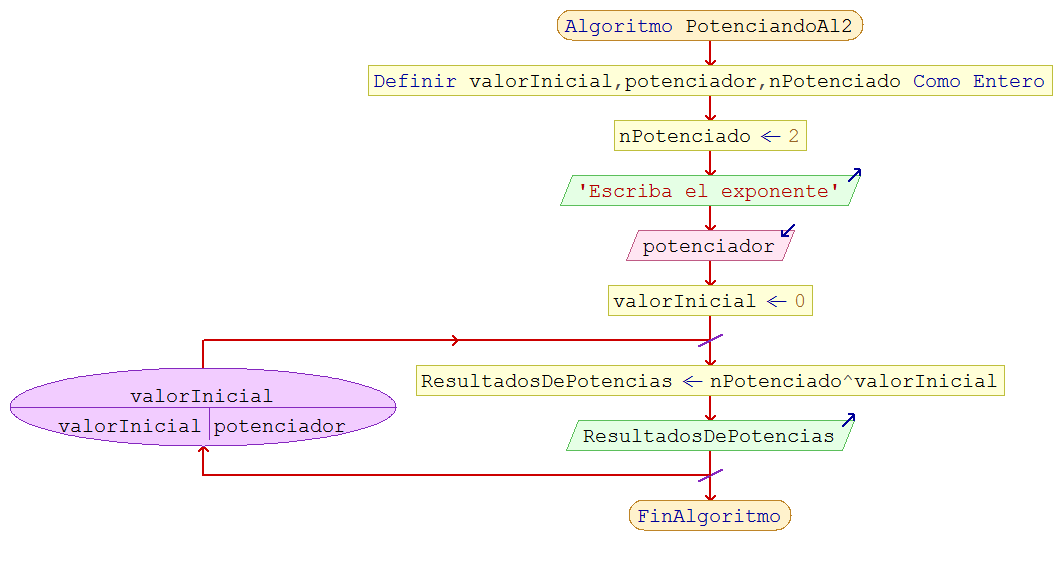 Algoritmo PotenciandoAl2
Definir valorInicial,potenciador,nPotenciado Como Entero
nPotenciado ← 2
'Escriba el exponente'
potenciador
valorInicial ← 0
valorInicial
valorInicial potenciador
ResultadosDePotencias ← nPotenciado^valorInicial
ResultadosDePotencias
FinAlgoritmo